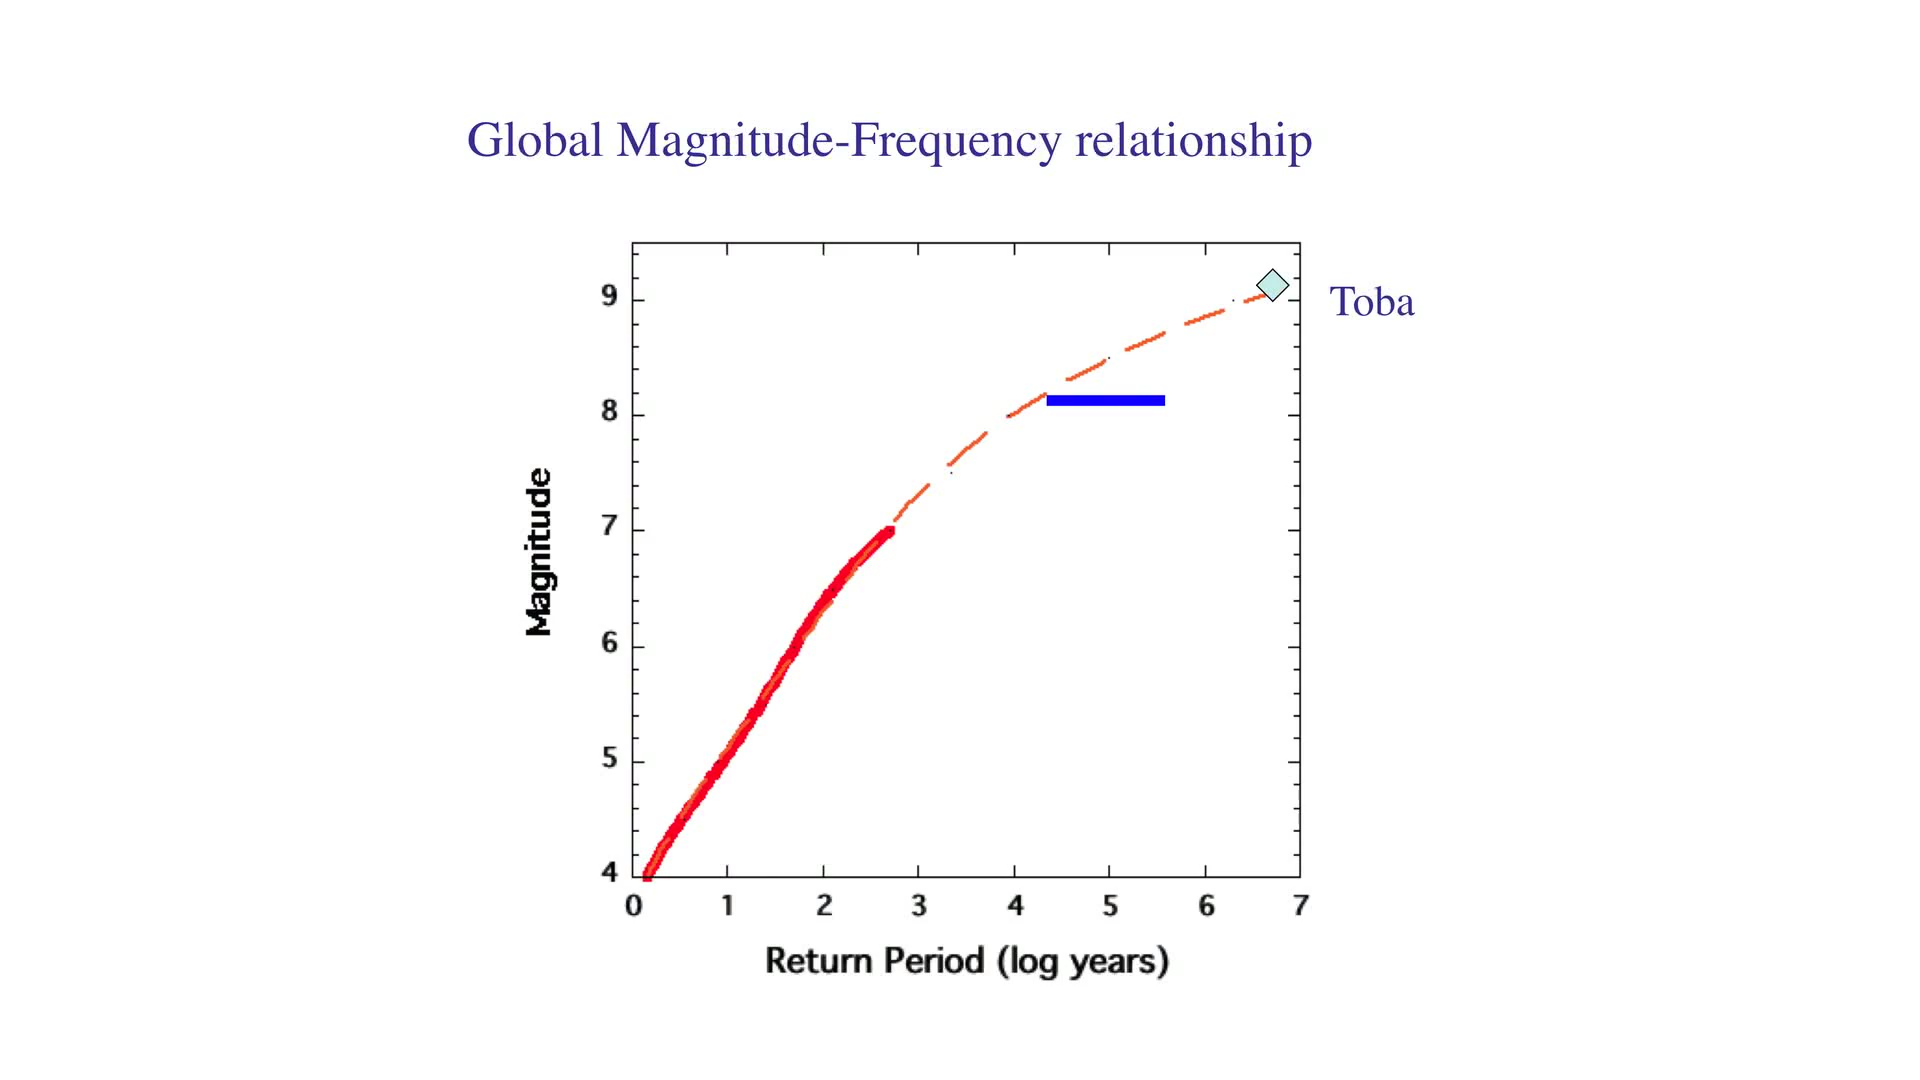 Global Magnitude-Frequency relationship
9
Toba
8
7
Magnitude
6
5
4
0 1 2 3 4 5 6 7
Return Period (log years)